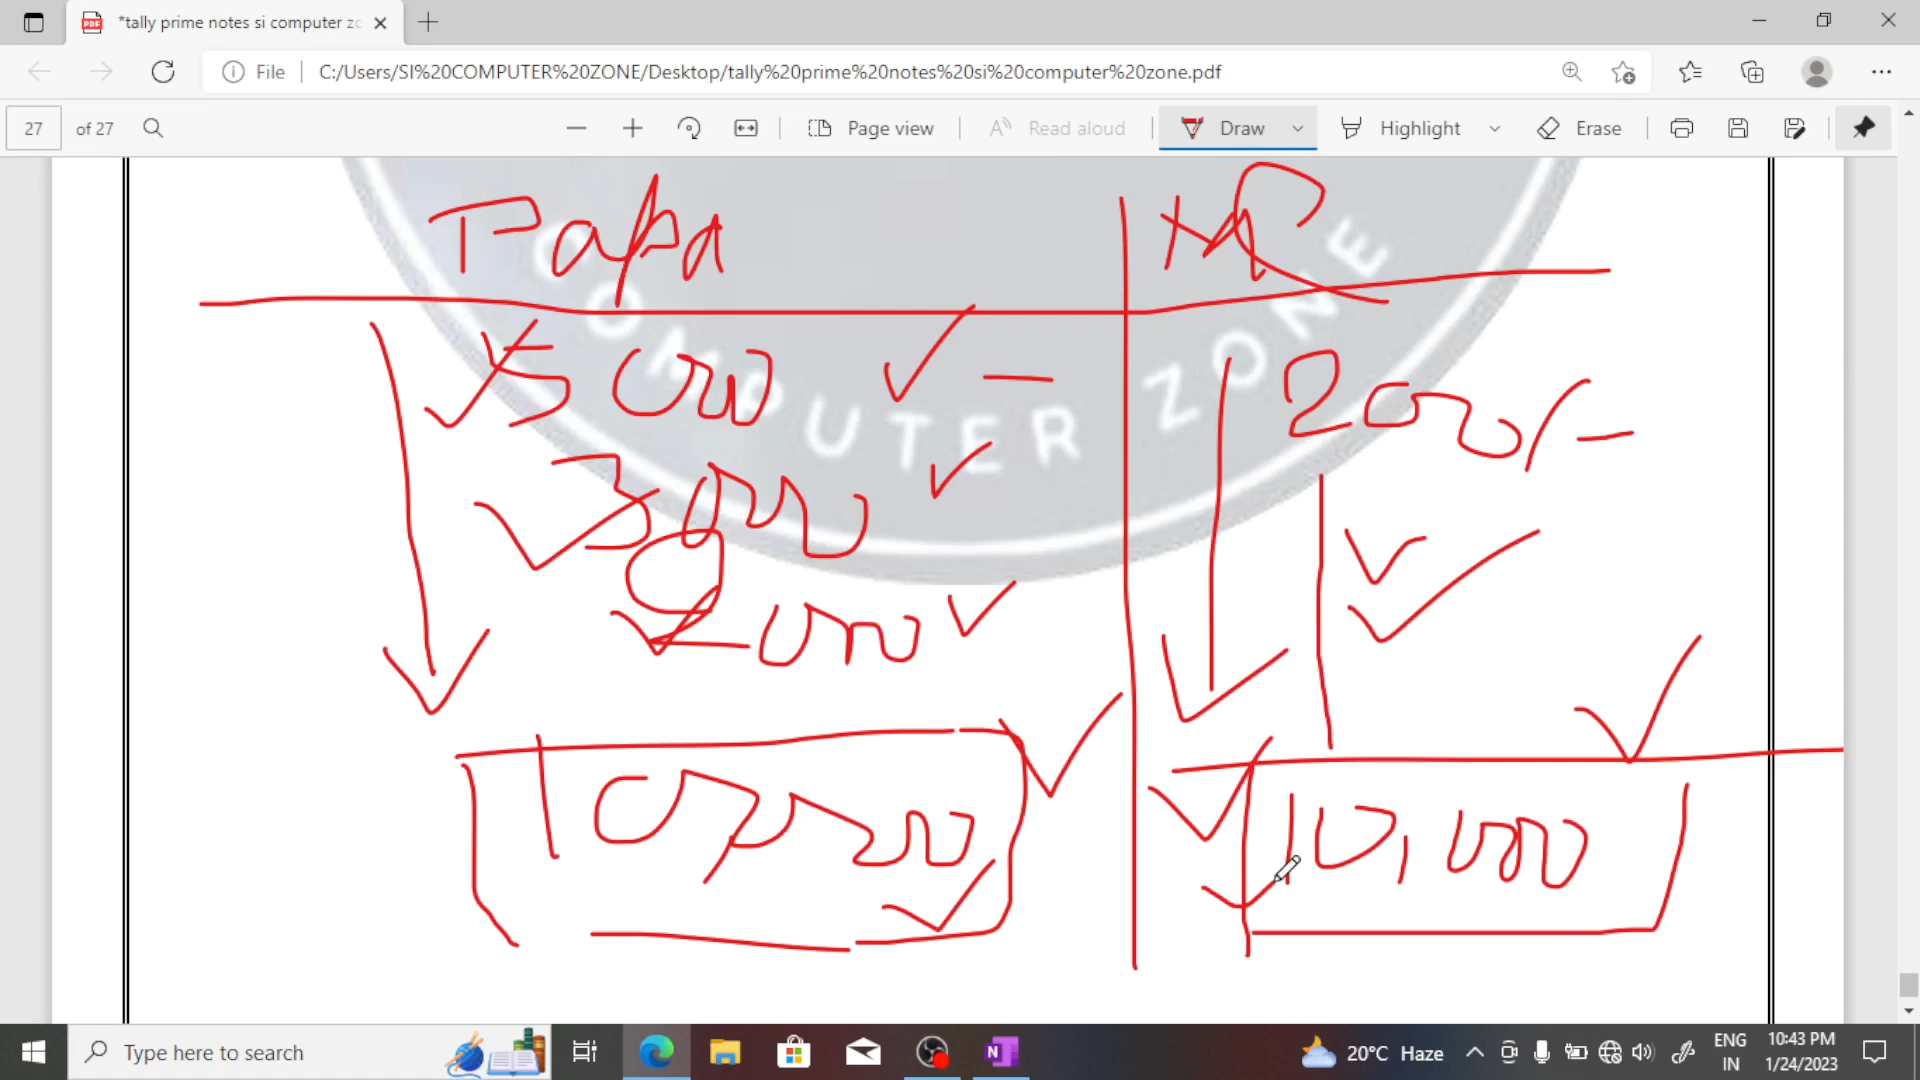 *tally prime notes si computer zo
File
C:/Users/SI%20COMPUTER%20ZONE/Desktop/tally%20prime%20notes%20si%20computer%20zone.pdf
27 of 27
Page view
Read aloud
Draw
Highlight
Erase
COMPUTER ZONE
Papa
5000
2000/-
3000
2000
10,000
10,000
Type here to search
20°C Haze
ENG
IN
10:43 PM
1/24/2023